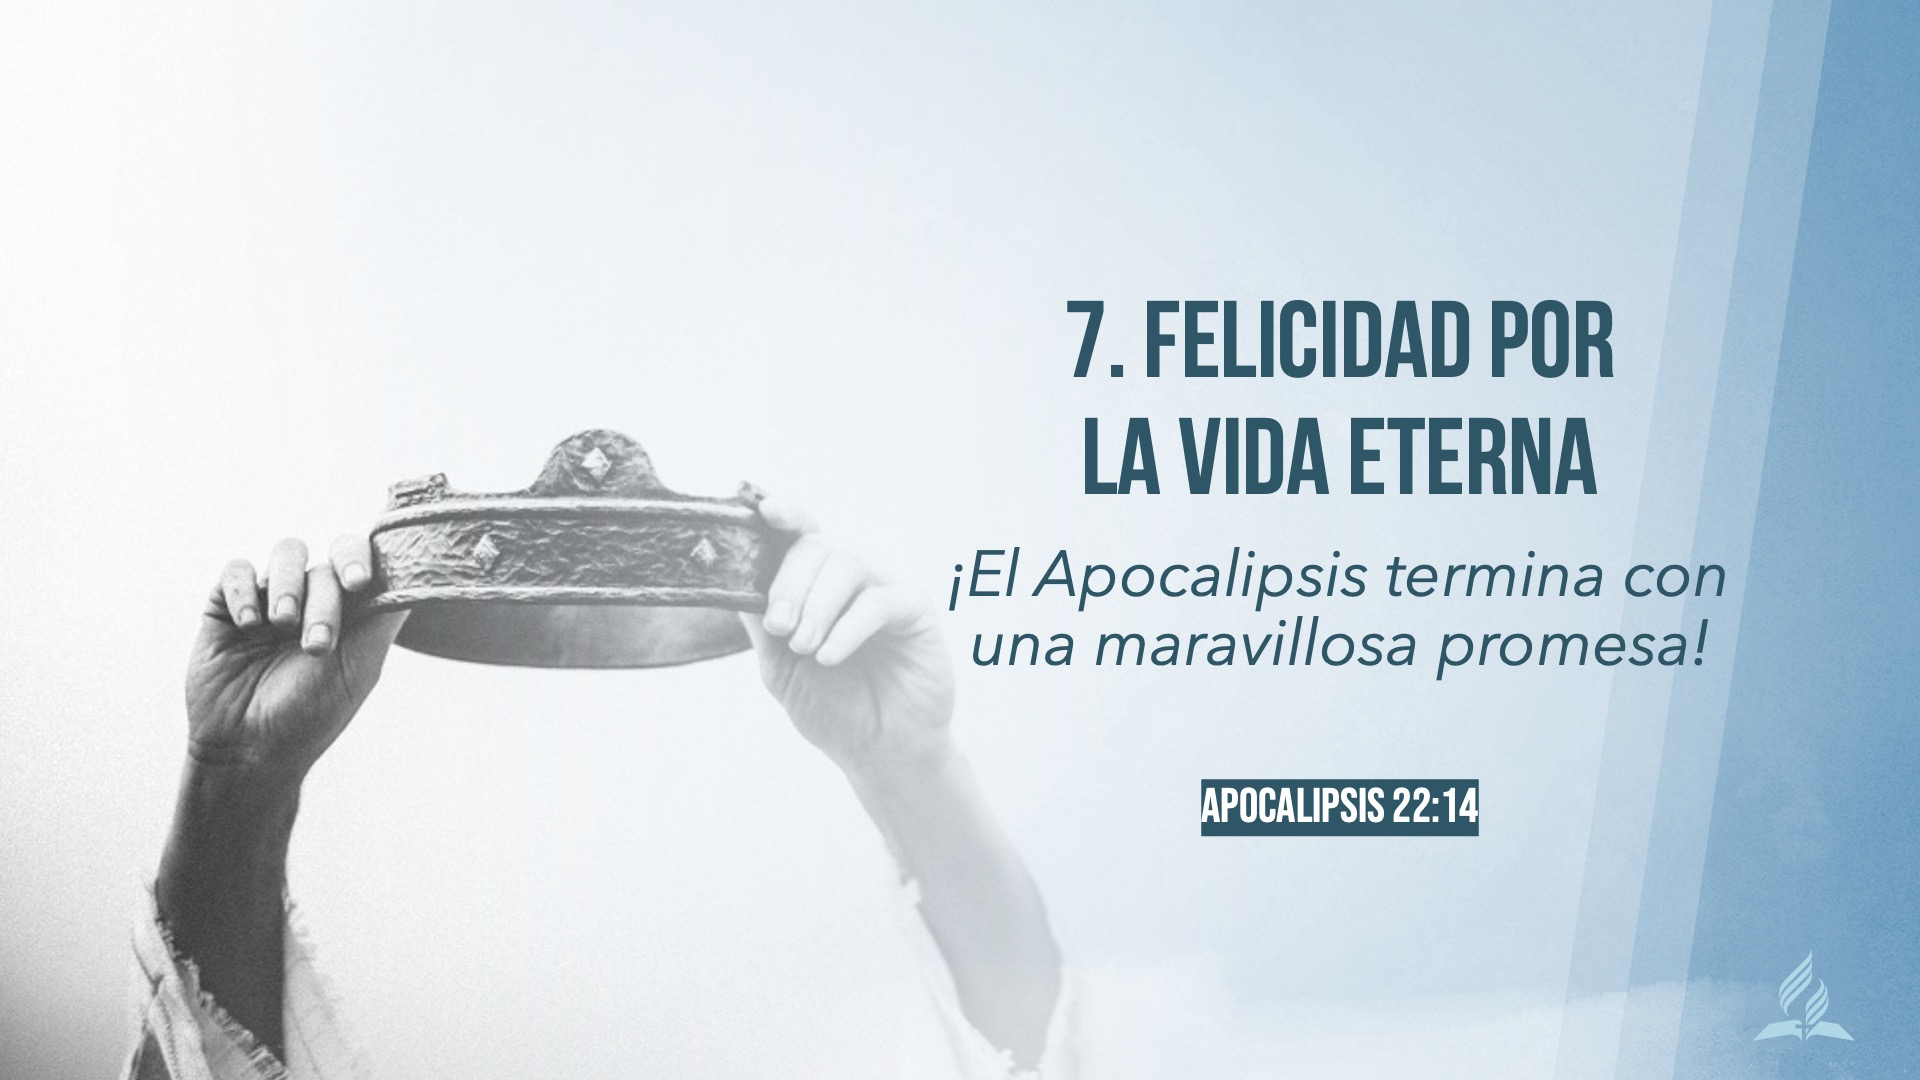 7. FELICIDAD POR
LA VIDA ETERNA
¡El Apocalipsis termina con
una maravillosa promesa!
APOCALIPSIS 22:14